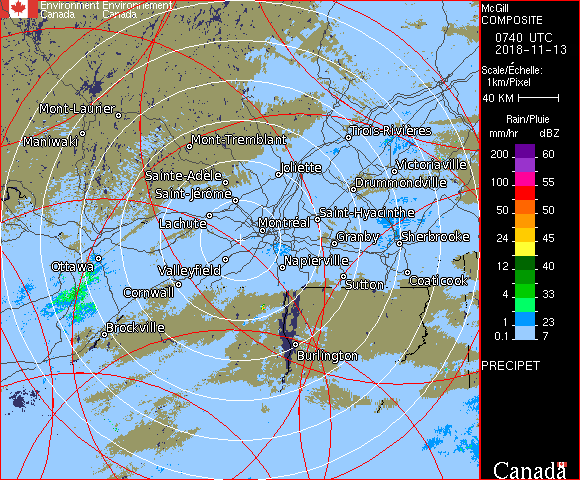 Environment Environnement
Canada Canada
McGill
COMPOSITE
0740 UTC
2018-11-13
Scale/Échelle:
1km/Pixel
40 KM
Rain/Pluie
mm/hr dBZ
200 60
100 55
50 50
24 45
12 40
4 33
1 23
0.1 7
PRECIPET
Canada
Mont-Laurier
Maniwaki
Mont-Tremblant
Trois-Rivières
Joliette
Victoriaville
Sainte-Adèle
Drummondville
Saint-Jérôme
Saint-Hyacinthe
Lachute
Montréal
Granby
Sherbrooke
Ottawa
Valleyfield
Napierville
Cornwall
Sutton
Coaticook
Brockville
Burlington